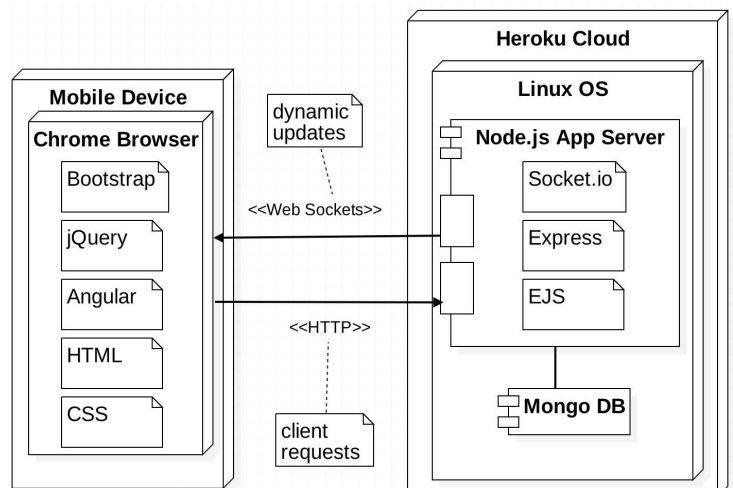 Mobile Device
Chrome Browser
Bootstrap
jQuery
Angular
HTML
CSS
dynamic
updates
<<Web Sockets>>
<<HTTP>>
client
requests
Heroku Cloud
Linux OS
Node.js App Server
Socket.io
Express
EJS
Mongo DB